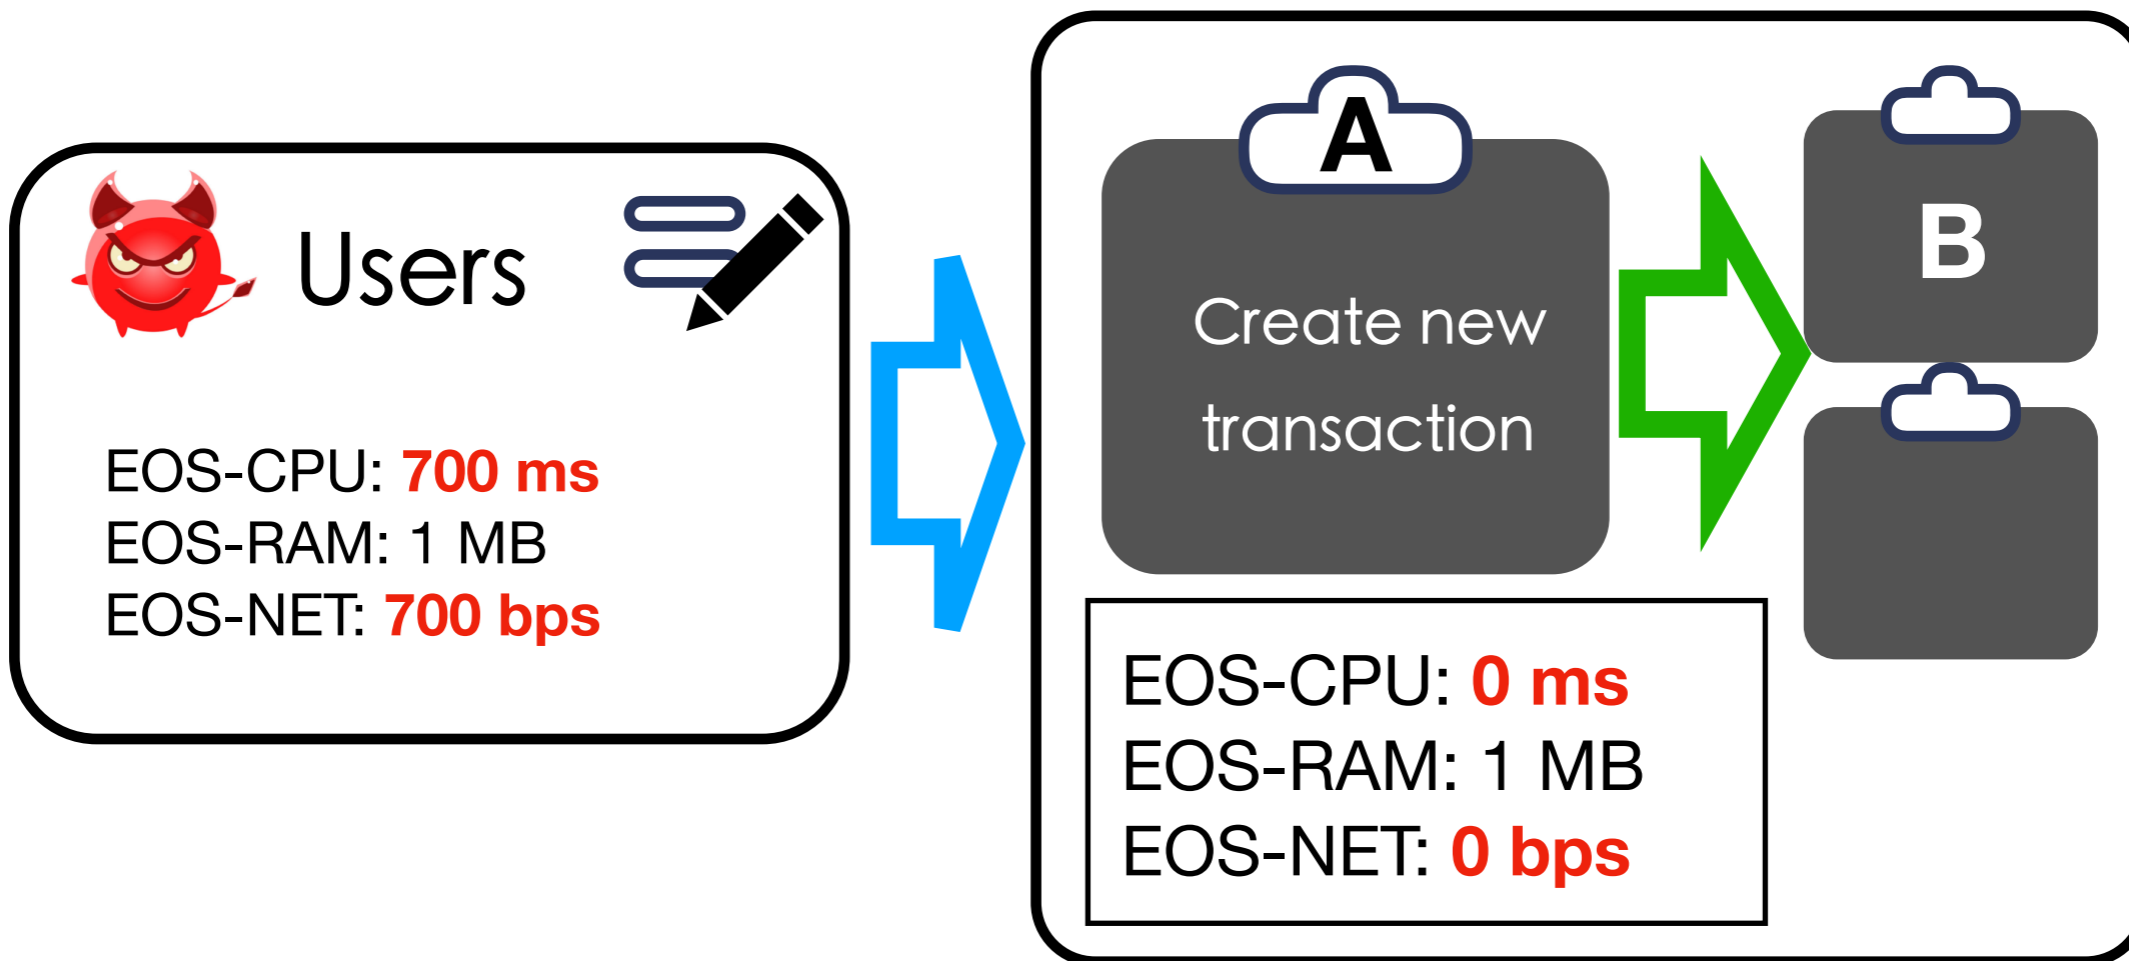 Users
EOS-CPU: 700 ms
EOS-RAM: 1 MB
EOS-NET: 700 bps
A
Create new
transaction
B
EOS-CPU: 0 ms
EOS-RAM: 1 MB
EOS-NET: 0 bps